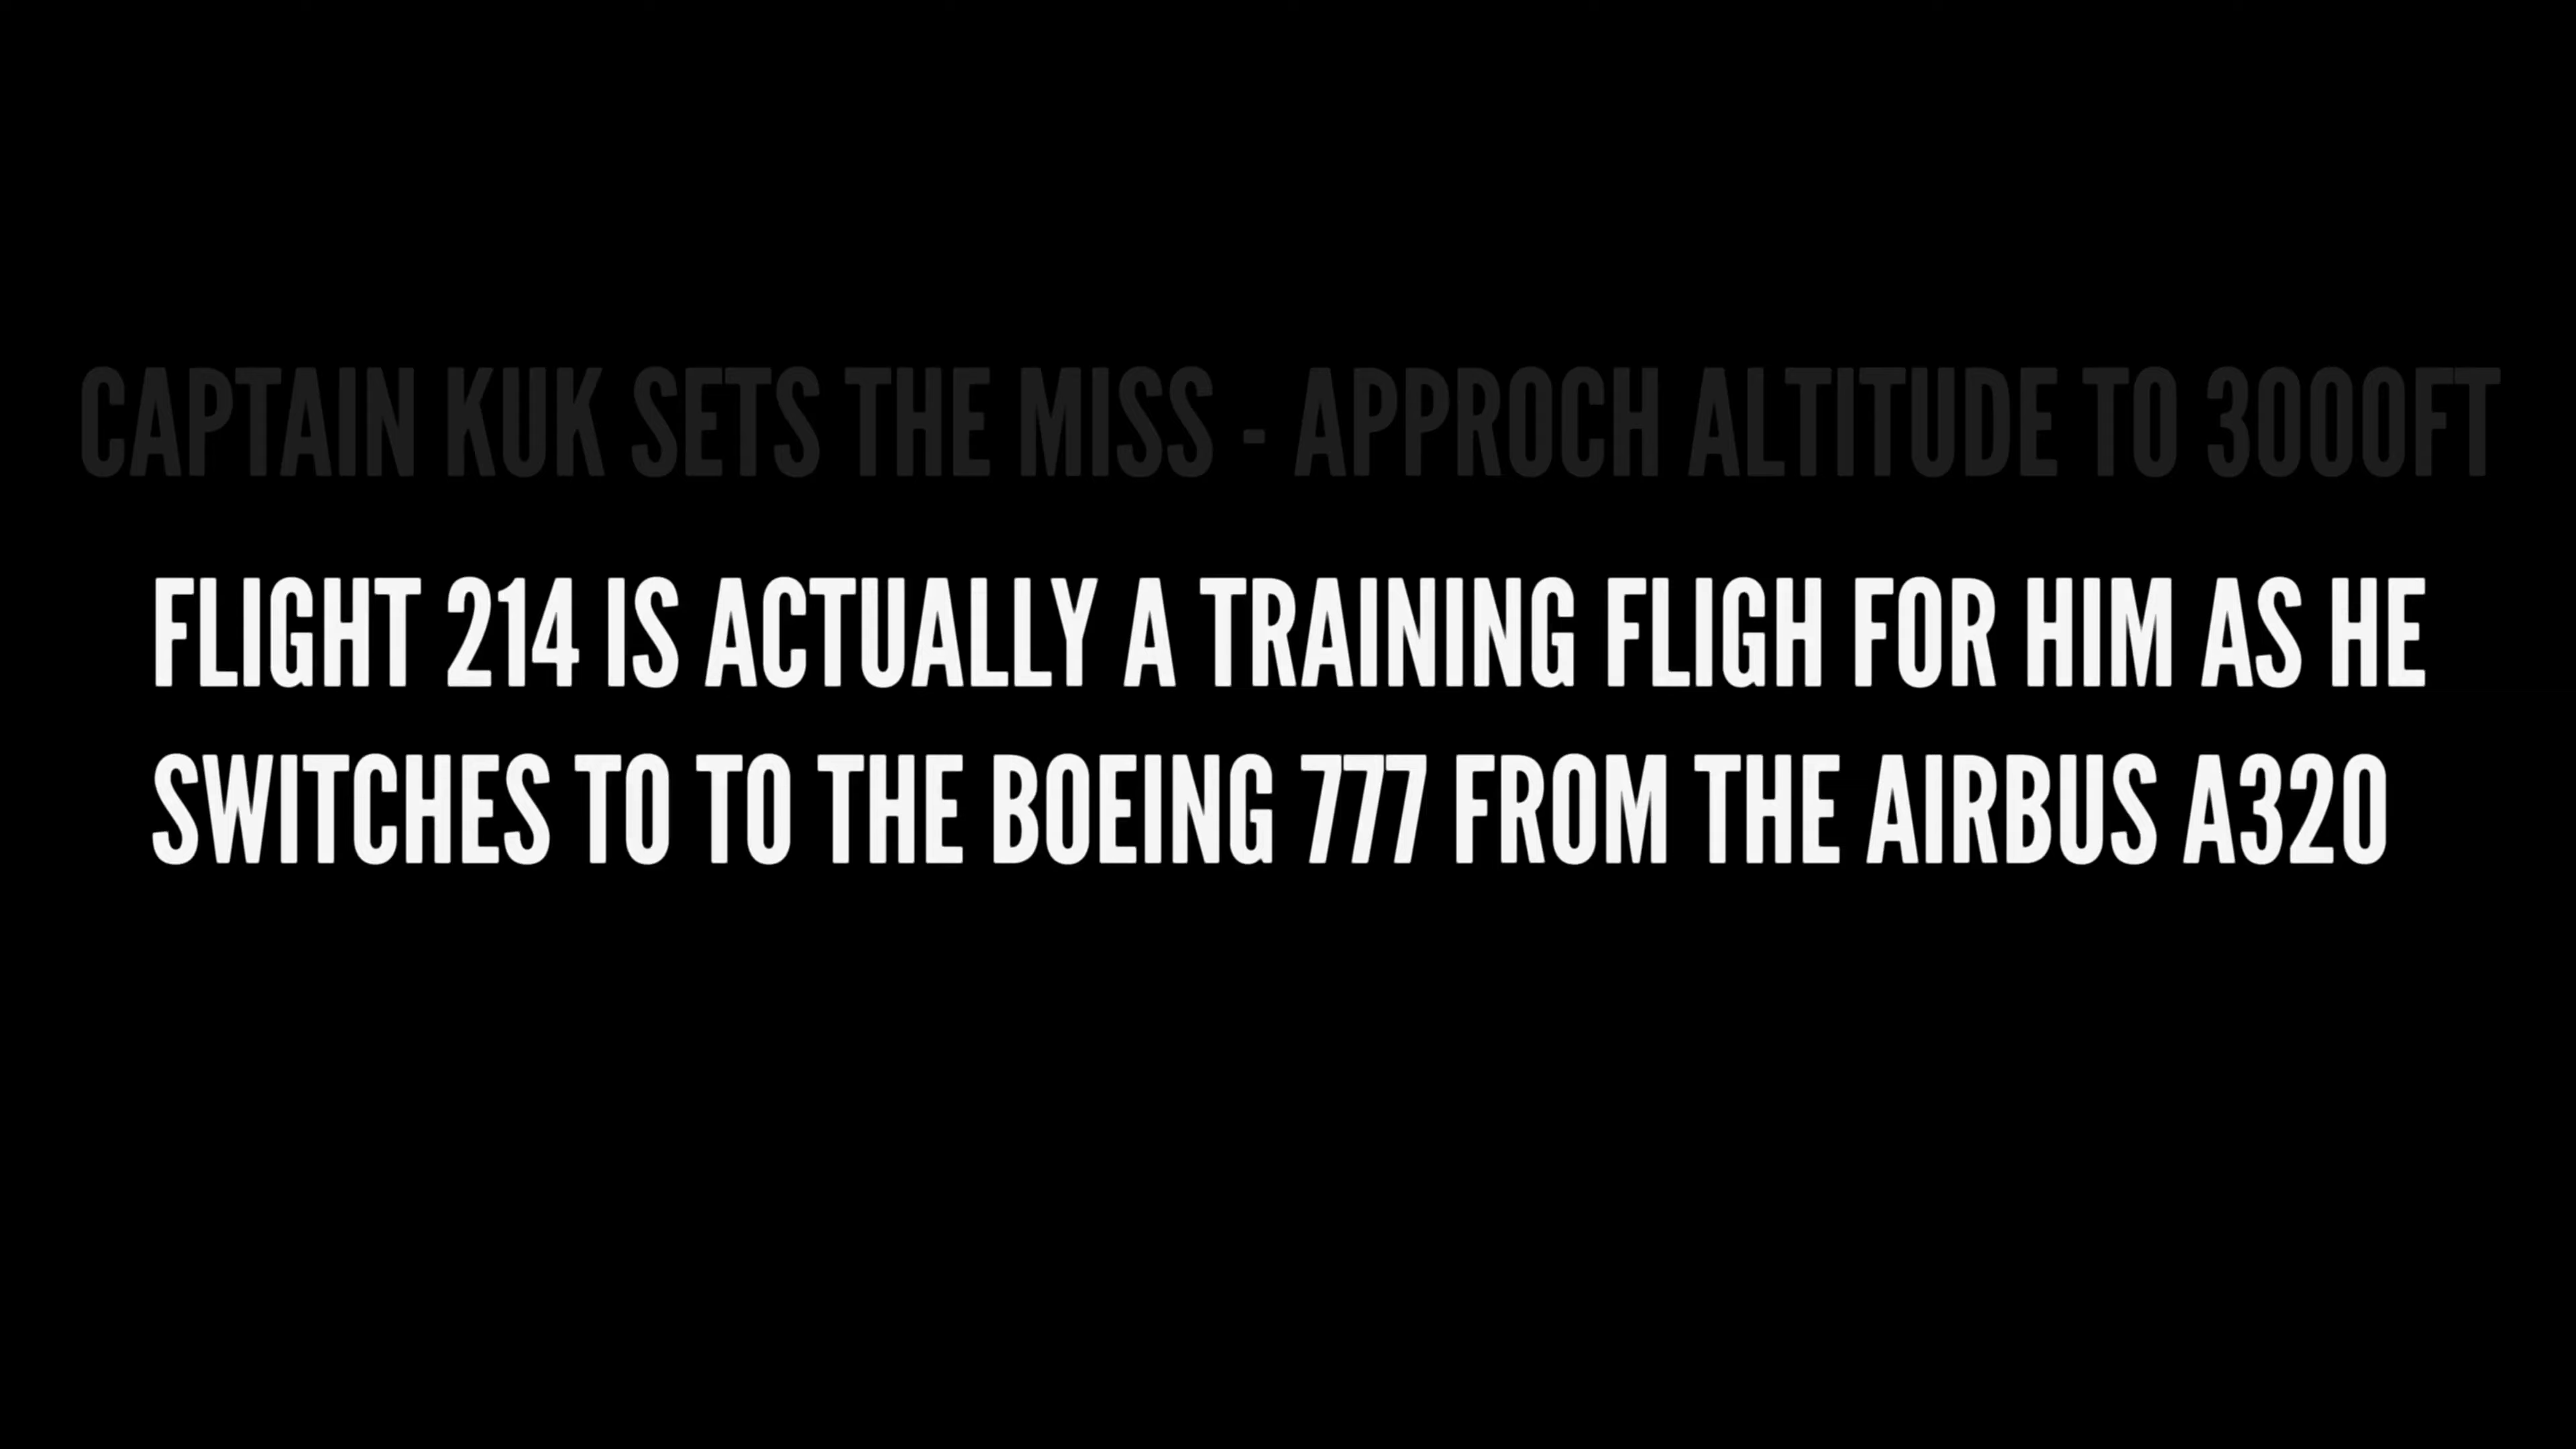 CAPTAIN KUK SETS THE MISS - APPROCH ALTITUDE TO 3000FT
FLIGHT 214 IS ACTUALLY A TRAINING FLIGH FOR HIM AS HE
SWITCHES TO TO THE BOEING 777 FROM THE AIRBUS A320